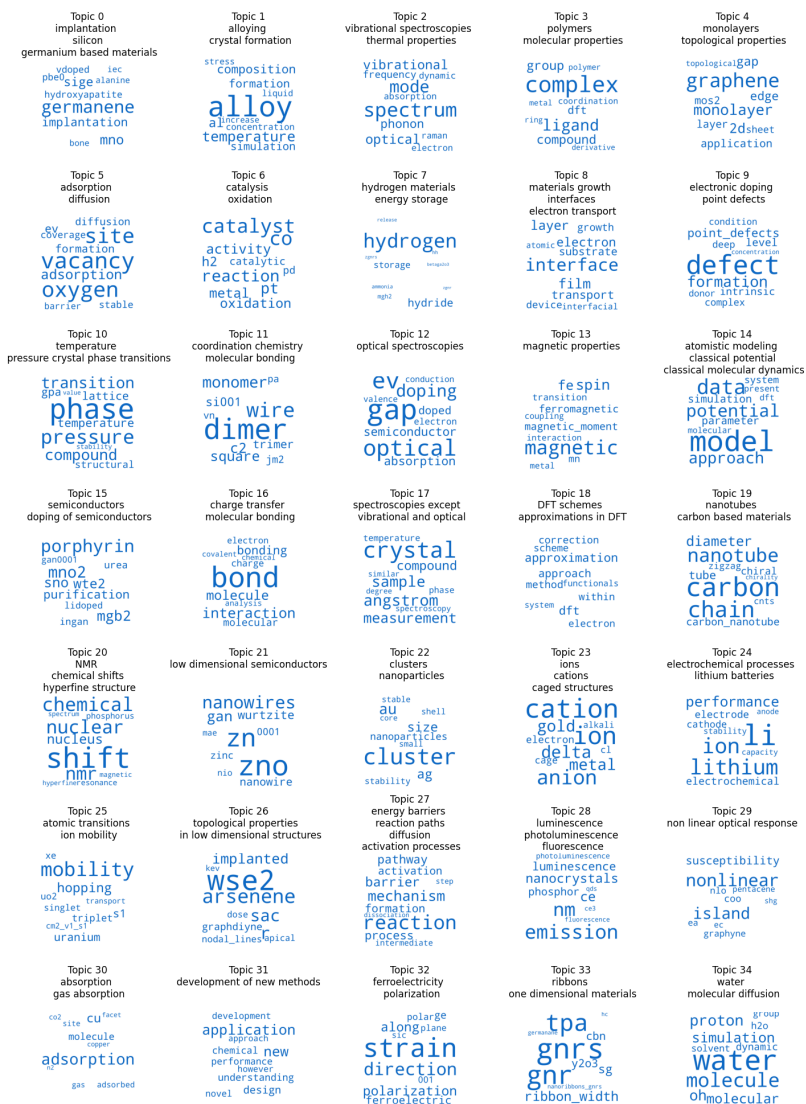 Topic 0
implantation
silicon
germanium based materials
vdoped iec
pbe0 sige alanine
hydroxyapatite
germanene
implantation
bone mno
Topic 1
alloying
crystal formation
stress
composition
formation
liquid
alloy
increase
al concentration
temperature
simulation
Topic 2
vibrational spectroscopies
thermal properties
vibrational
frequency dynamic
mode
absorption
spectrum
phonon
optical raman
electron
Topic 3
polymers
molecular properties
group polymer
complex
metal coordination
dft
ring ligand
compound
derivative
Topic 4
monolayers
topological properties
topological gap
graphene
mos2 edge
monolayer
layer 2d sheet
application
Topic 5
adsorption
diffusion
diffusion
ev site
coverage
formation
vacancy
adsorption
oxygen
barrier stable
Topic 6
catalysis
oxidation
catalyst
co
activity
h2 catalytic
reaction pd
metal pt
oxidation
Topic 7
hydrogen materials
energy storage
release
hydrogen
storage
ammonia
mgh2
hydride
Topic 8
materials growth
interfaces
electron transport
layer growth
atomic electron
substrate
interface
film
transport
device interfacial
Topic 9
electronic doping
point defects
condition
point_defects
deep level
concentration
defect
formation
donor intrinsic
complex
Topic 10
temperature
pressure crystal phase transitions
transition
gpa value lattice
phase
temperature
pressure
stability
compound
structural
Topic 11
coordination chemistry
molecular bonding
monomer pa
si001
vn wire
dimer
c2 trimer
square jm2
Topic 12
optical spectroscopies
ev conduction
valence doping
gap doped
electron
semiconductor
optical
absorption
Topic 13
magnetic properties
fe spin
transition
ferromagnetic
coupling
magnetic_moment
interaction
magnetic
metal mn
Topic 14
atomistic modeling
classical potential
classical molecular dynamics
data system
present
simulation dft
potential
parameter
molecular
model
approach
Topic 15
semiconductors
doping of semiconductors
porphyrin
gan0001 urea
mno2
sno wte2
purification
lidoped
ingan mgb2
Topic 16
charge transfer
molecular bonding
electron
bonding
covalent chemical
charge
bond
molecule
analysis
interaction
molecular
Topic 17
spectroscopies except
vibrational and optical
temperature
crystal
compound
similar
sample
degree phase
angstrom
spectroscopy
measurement
Topic 18
DFT schemes
approximations in DFT
correction
scheme
approximation
approach
method functionals
within
system
dft
electron
Topic 19
nanotubes
carbon based materials
diameter
nanotube
zigzag chiral
tube chirality
carbon
chain cnts
carbon_nanotube
Topic 20
NMR
chemical shifts
hyperfine structure
chemical
spectrum phosphorus
nuclear
nucleus
shift
nmr magnetic
hyperfine resonance
Topic 21
low dimensional semiconductors
nanowires
gan wurtzite
mae zn 0001
zinc zno
nio nanowire
Topic 22
clusters
nanoparticles
stable
au shell
core
size
nanoparticles
small
cluster
stability ag
Topic 23
ions
cations
caged structures
cation
gold alkali
electron ion
delta cl
cage metal
anion
Topic 24
electrochemical processes
lithium batteries
performance
electrode anode
cathode
stability li
ion capacity
lithium
electrochemical
Topic 25
atomic transitions
ion mobility
xe
mobility
hopping
uo2 transport
singlet
triplet s1
cm2_v1_s1
uranium
Topic 26
topological properties
in low dimensional structures
implanted
kev
wse2
arsenene
dose sac
graphdiyne r
nodal_lines apical
Topic 27
energy barriers
reaction paths
diffusion
activation processes
pathway
activation
barrier step
mechanism
formation
dissociation
reaction
process
intermediate
Topic 28
luminescence
photoluminescence
fluorescence
photoluminescence
luminescence
nanocrystals
phosphor qds
ce
nm ce3
fluorescence
emission
Topic 29
non linear optical response
susceptibility
nonlinear
nlo pentacene
coo shg
island
ea ec
graphyne
Topic 30
absorption
gas absorption
co2 cu facet
site
molecule
copper
adsorption
n2
gas adsorbed
Topic 31
development of new methods
development
application
approach
chemical new
performance
however
understanding
novel design
Topic 32
ferroelectricity
polarization
polar ge
along plane
sic
strain
direction
001
polarization
ferroelectric
Topic 33
ribbons
one dimensional materials
hc
tpa
germanane cbn
gnrs
y2o3 sg
gnr
nanoribbons_gnrs
ribbon_width
Topic 34
water
molecular diffusion
group
proton h2o
simulation
solvent dynamic
water
molecule
oh molecular